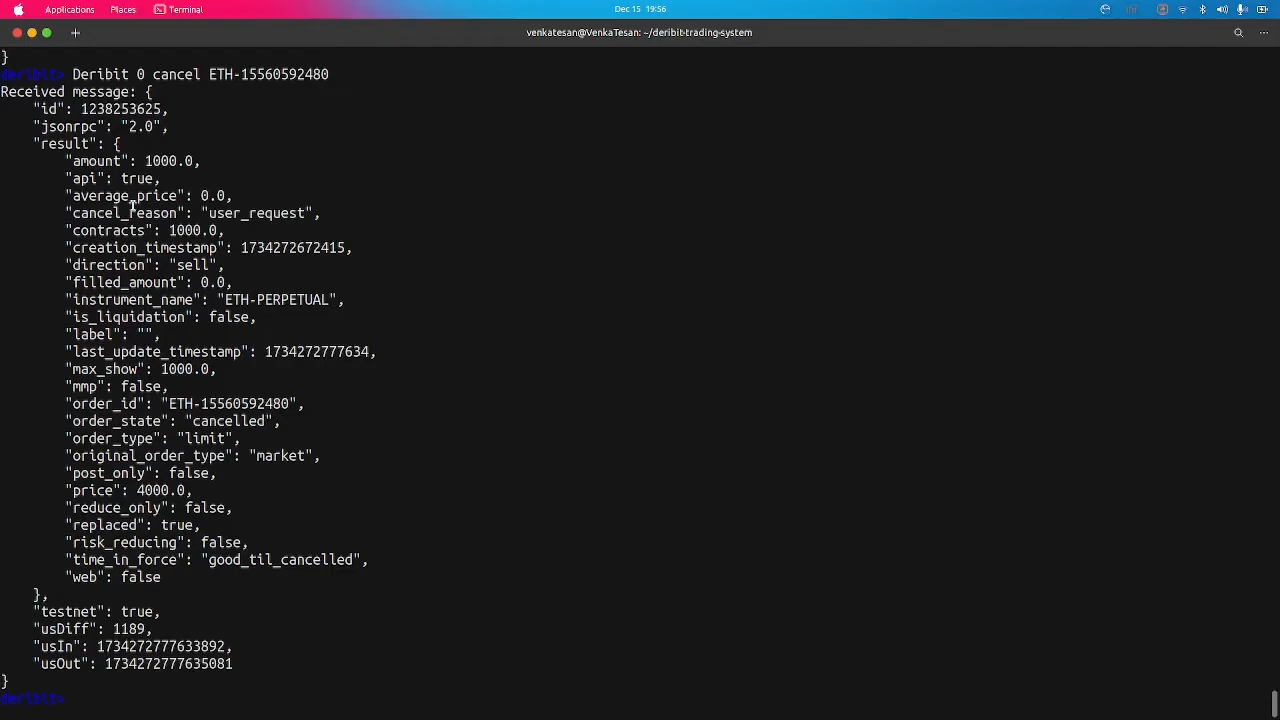 Applications Places Terminal Dec 15 19:56
venkatesan@VenkaTesan: ~/deribit-trading-system
}
deribit> Deribit 0 cancel ETH-15560592480
Received message: {
    "id": 1238253625,
    "jsonrpc": "2.0",
    "result": {
        "amount": 1000.0,
        "api": true,
        "average_price": 0.0,
        "cancel_reason": "user_request",
        "contracts": 1000.0,
        "creation_timestamp": 1734272672415,
        "direction": "sell",
        "filled_amount": 0.0,
        "instrument_name": "ETH-PERPETUAL",
        "is_liquidation": false,
        "label": "",
        "last_update_timestamp": 1734272777634,
        "max_show": 1000.0,
        "mmp": false,
        "order_id": "ETH-15560592480",
        "order_state": "cancelled",
        "order_type": "limit",
        "original_order_type": "market",
        "post_only": false,
        "price": 4000.0,
        "reduce_only": false,
        "replaced": true,
        "risk_reducing": false,
        "time_in_force": "good_til_cancelled",
        "web": false
    },
    "testnet": true,
    "usDiff": 1189,
    "usIn": 1734272777633892,
    "usOut": 1734272777635081
}
deribit>